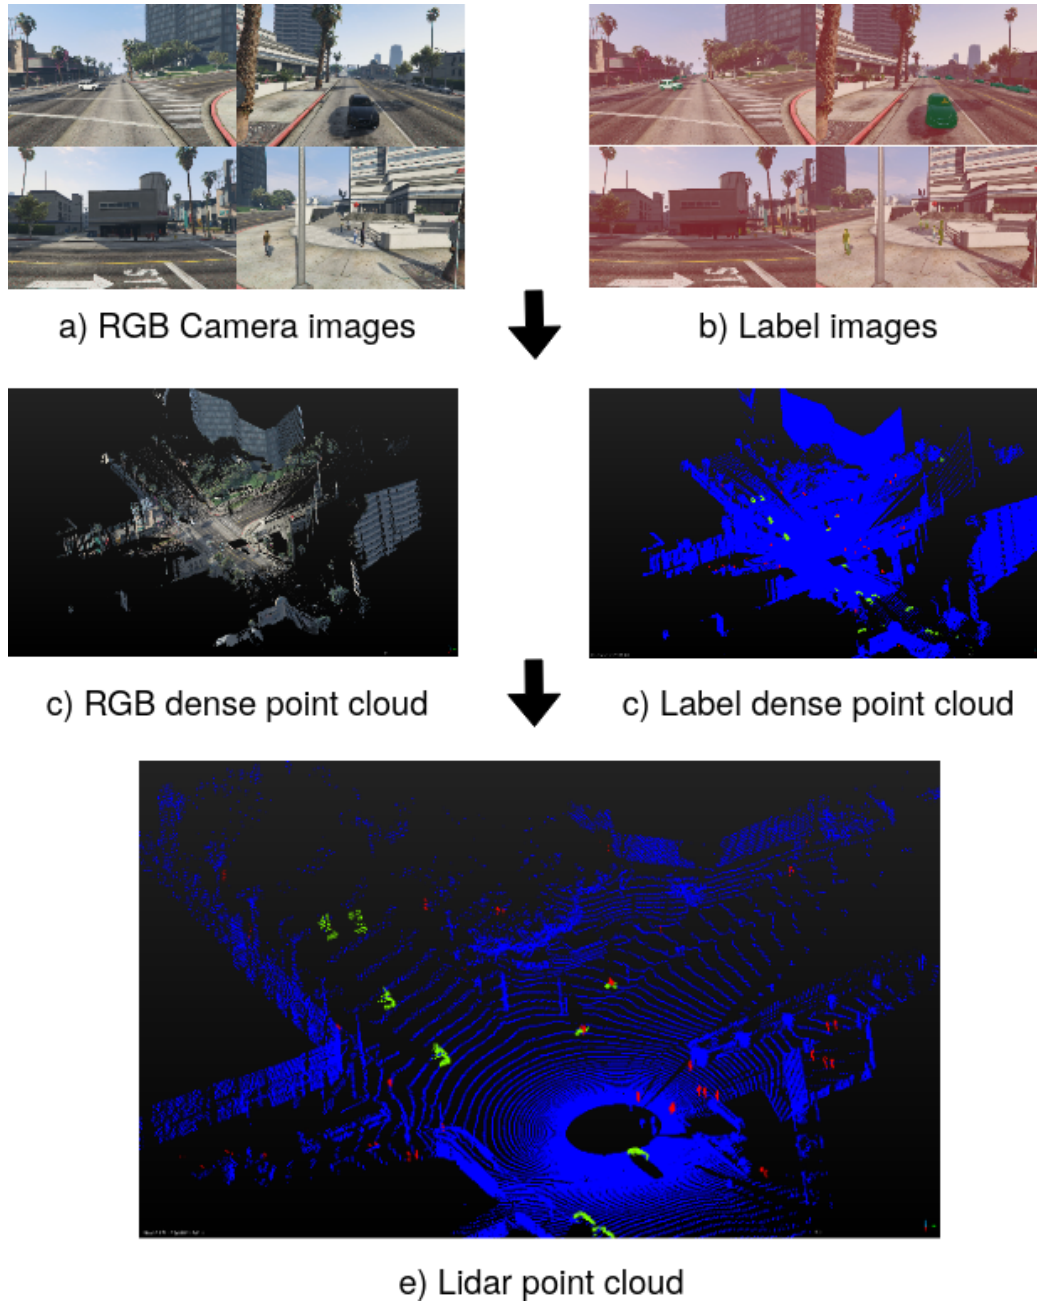 a) RGB Camera images
b) Label images
c) RGB dense point cloud
c) Label dense point cloud
e) Lidar point cloud